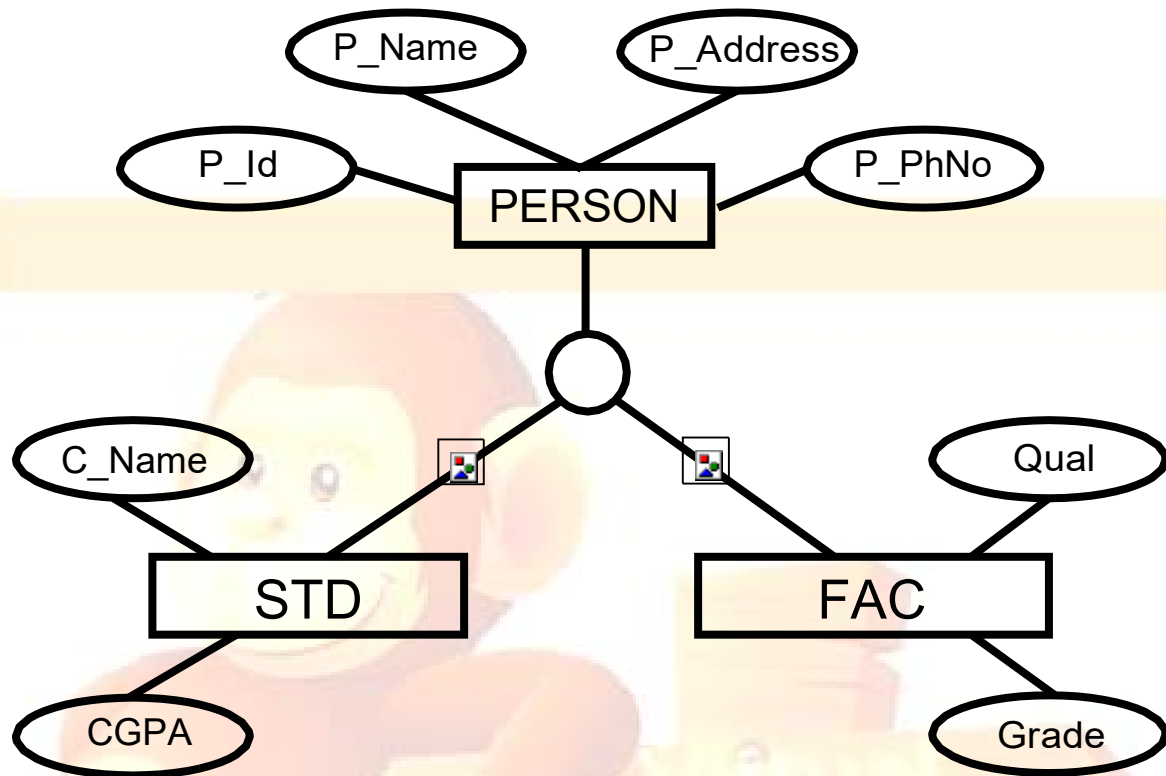 P_Name
P_Address
P_Id
P_PhNo
PERSON
C_Name
Qual
STD
FAC
CGPA
Grade